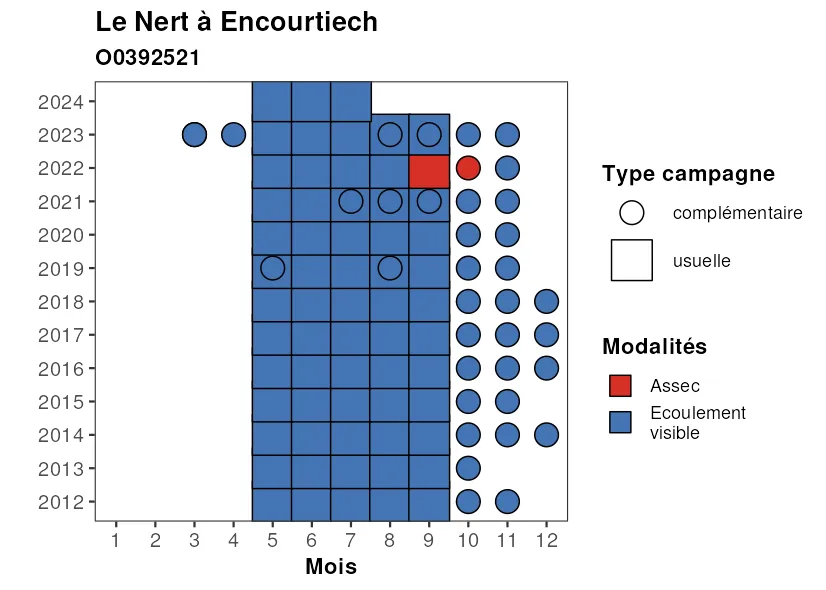 Le Nert à Encourtiech
O0392521
2024
2023
2022
2021
2020
2019
2018
2017
2016
2015
2014
2013
2012
1 2 3 4 5 6 7 8 9 10 11 12
Mois
Type campagne
complémentaire
usuelle
Modalités
Assec
Ecoulement
visible